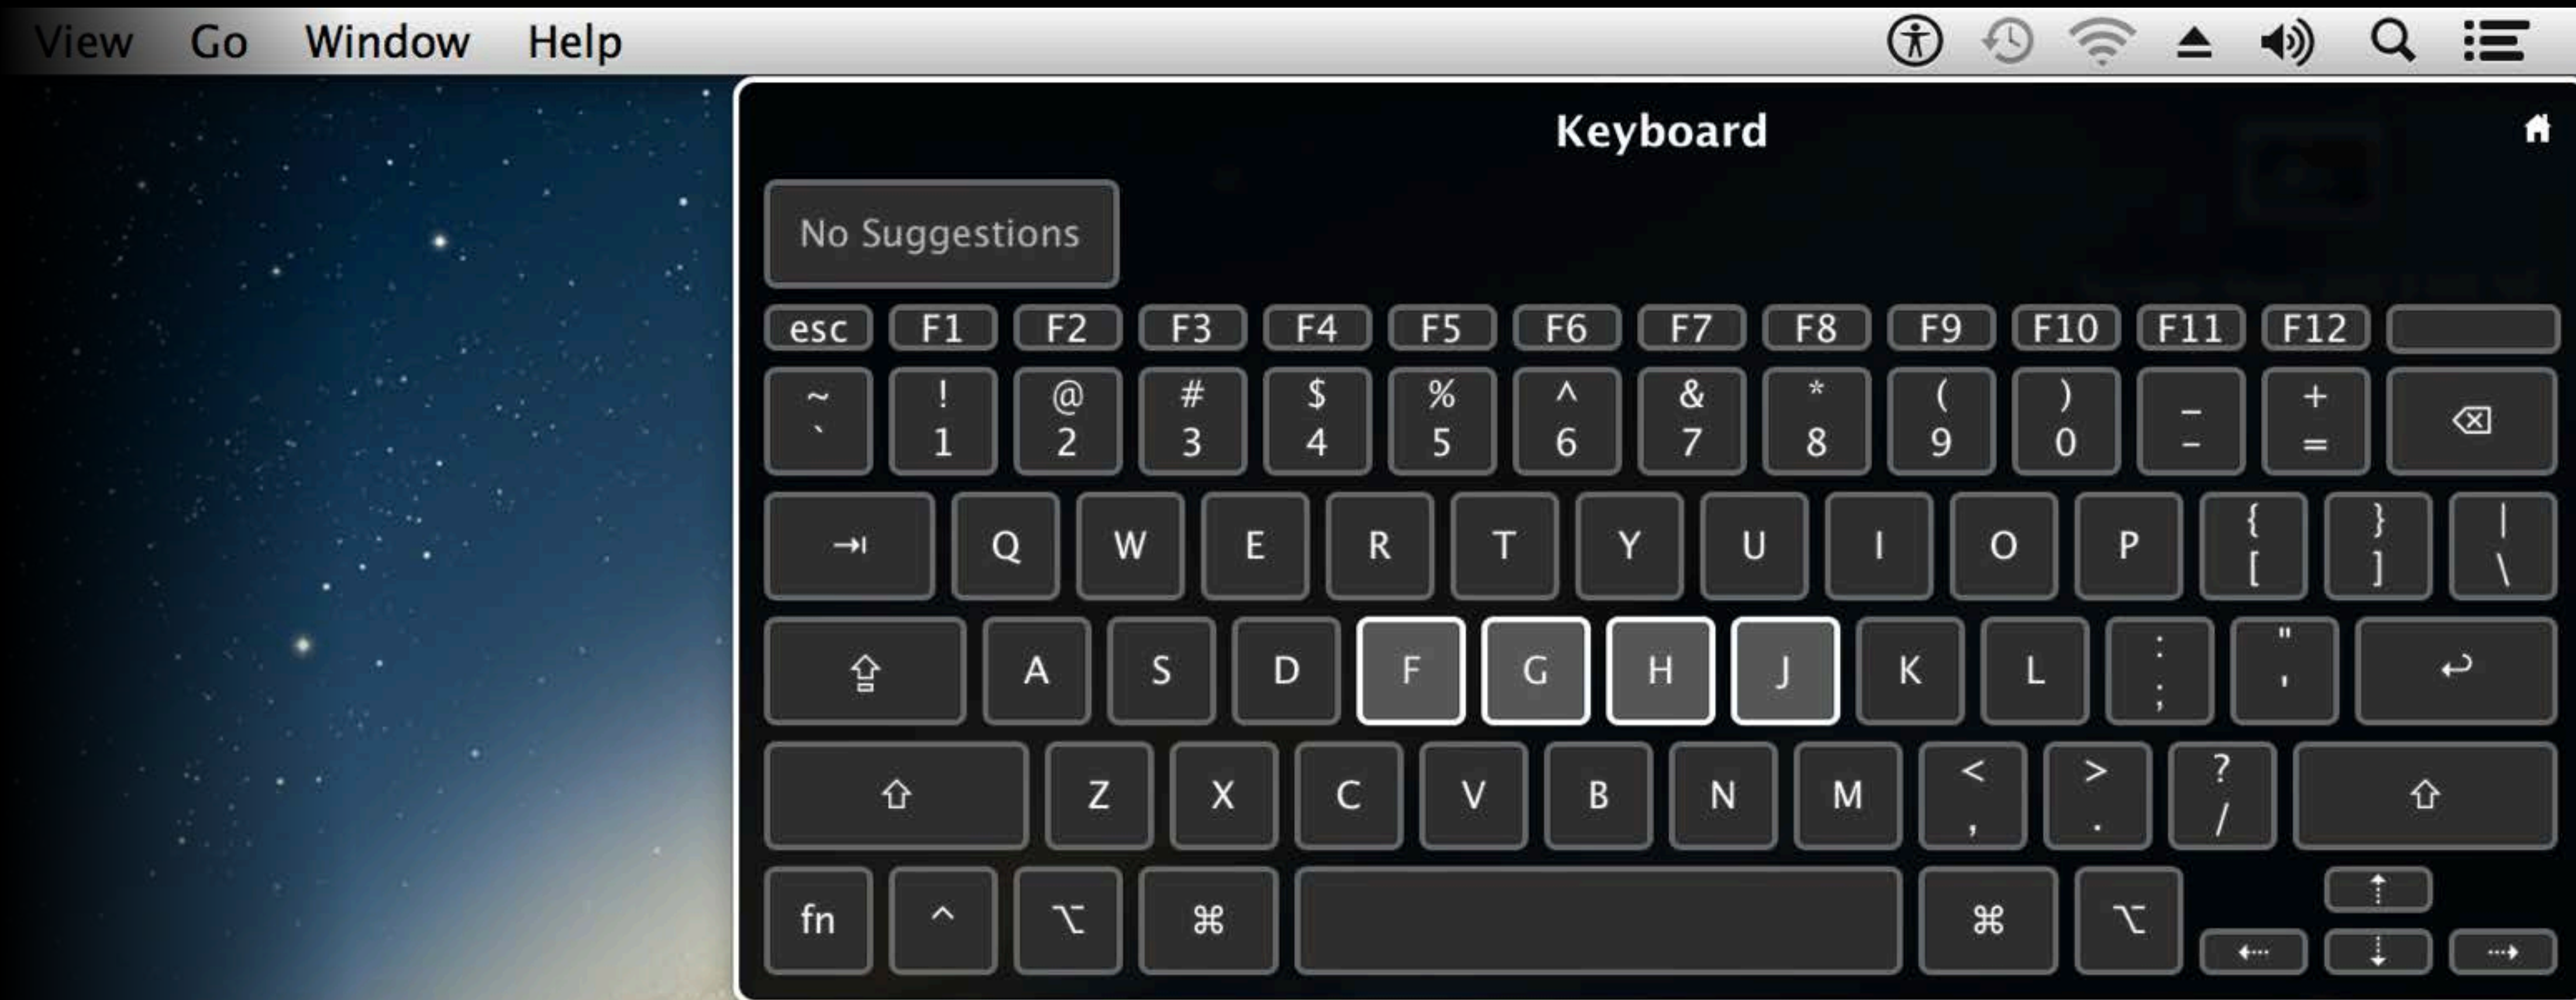 View Go Window Help
Keyboard
No Suggestions
esc F1 F2 F3 F4 F5 F6 F7 F8 F9 F10 F11 F12
~ ! @ # $ % ^ & * ( ) _ +
` 1 2 3 4 5 6 7 8 9 0 - =
Q W E R T Y U I O P { } |
[ ] \
A S D F G H J K L : "
; '
Z X C V B N M < > ?
, . /
fn ^ ⌥ ⌘ ⌘ ⌥